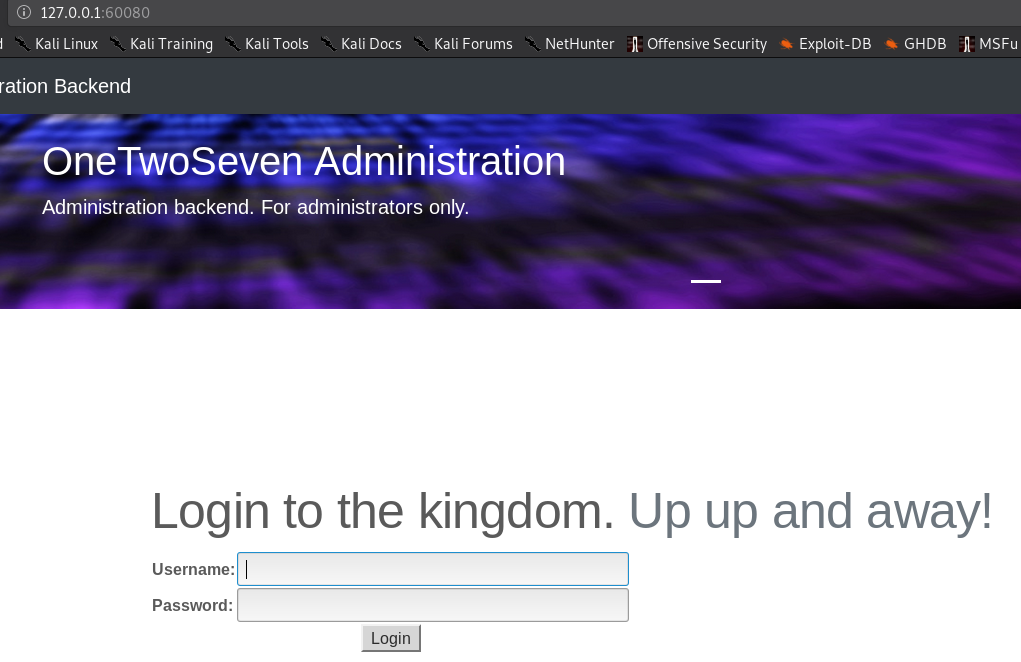 127.0.0.1:60080
d Kali Linux Kali Training Kali Tools Kali Docs Kali Forums NetHunter Offensive Security Exploit-DB GHDB MSFu
ration Backend
OneTwoSeven Administration
Administration backend. For administrators only.
Login to the kingdom. Up up and away!
Username:
Password:
Login